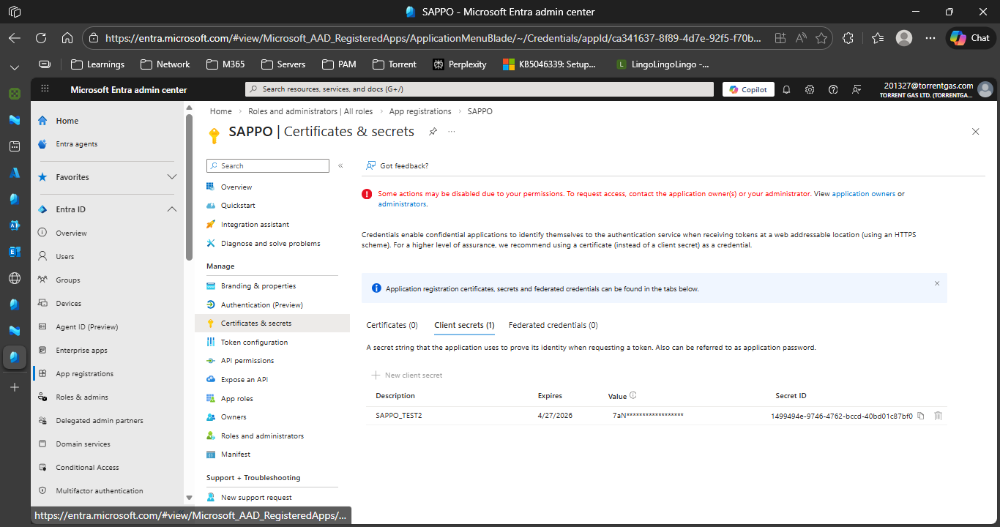 SAPPO - Microsoft Entra admin center
https://entra.microsoft.com/#view/Microsoft_AAD_RegisteredApps/ApplicationMenuBlade/~/Credentials/appId/ca341637-8f89-4d7e-92f5-f70b...
Chat
Learnings
Network
M365
Servers
PAM
Torrent
Perplexity
KB5046339: Setup...
LingoLingoLingo -...
Microsoft Entra admin center
Search resources, services, and docs (G+/)
Copilot
201327@torrentgas.com
TORRENT GAS LTD. (TORRENTGA...
Home
Entra agents
Favorites
Entra ID
Overview
Users
Groups
Devices
Agent ID (Preview)
Enterprise apps
App registrations
Roles & admins
Delegated admin partners
Domain services
Conditional Access
Multifactor authentication
https://entra.microsoft.com/#view/Microsoft_AAD_RegisteredApps/...
Home > Roles and administrators | All roles > App registrations > SAPPO
SAPPO | Certificates & secrets
Search
Overview
Quickstart
Integration assistant
Diagnose and solve problems
Manage
Branding & properties
Authentication (Preview)
Certificates & secrets
Token configuration
API permissions
Expose an API
App roles
Owners
Roles and administrators
Manifest
Support + Troubleshooting
New support request
Got feedback?
Some actions may be disabled due to your permissions. To request access, contact the application owner(s) or your administrator. View application owners or
administrators.
Credentials enable confidential applications to identify themselves to the authentication service when receiving tokens at a web addressable location (using an HTTPS
scheme). For a higher level of assurance, we recommend using a certificate (instead of a client secret) as a credential.
Application registration certificates, secrets and federated credentials can be found in the tabs below.
Certificates (0)
Client secrets (1)
Federated credentials (0)
A secret string that the application uses to prove its identity when requesting a token. Also can be referred to as application password.
New client secret
Description
Expires
Value
Secret ID
SAPPO_TEST2
4/27/2026
7aN******************
1499494e-9746-4762-bccd-40bd01c87bf0